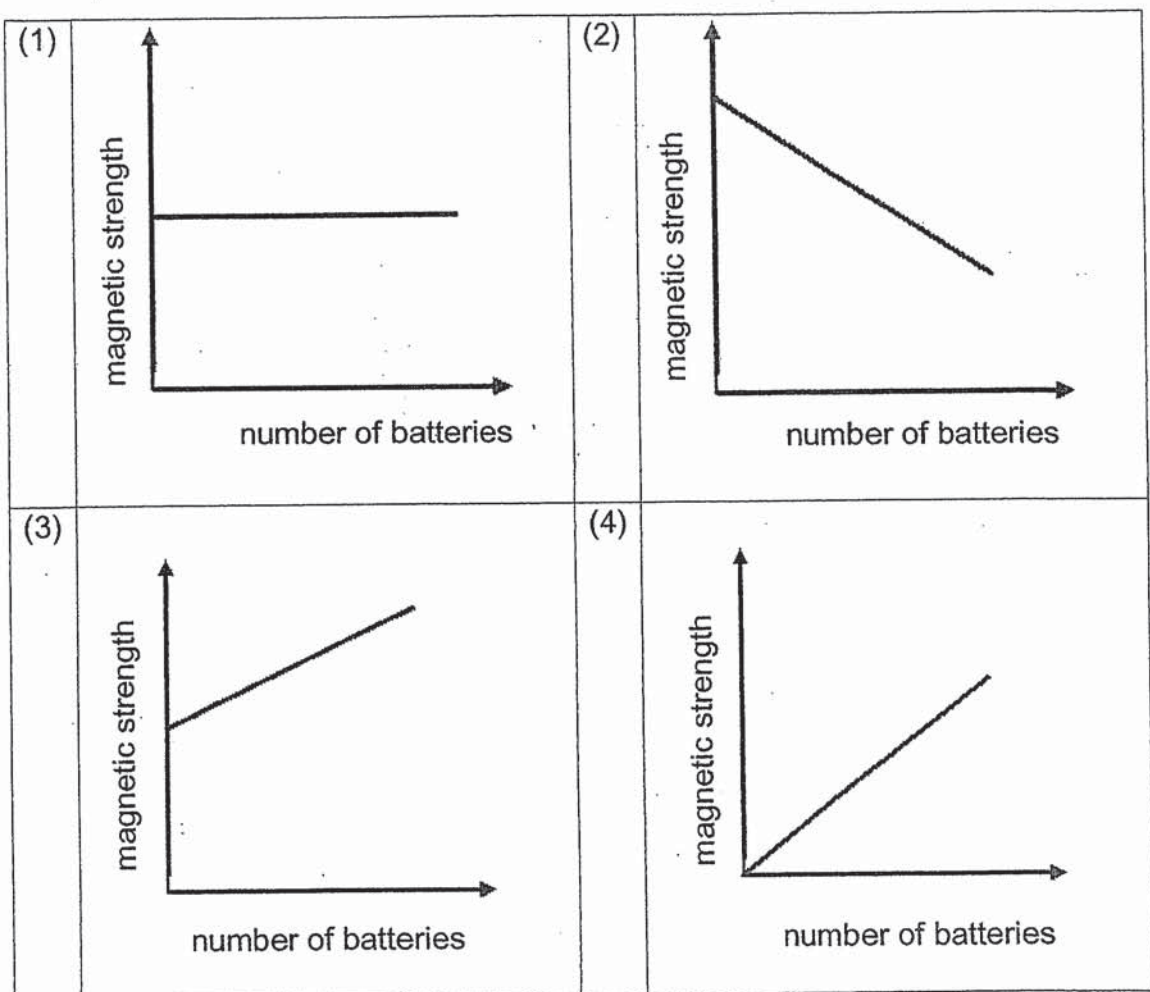 (1)
magnetic strength
number of batteries
(2)
magnetic strength
number of batteries
(3)
magnetic strength
number of batteries
(4)
magnetic strength
number of batteries